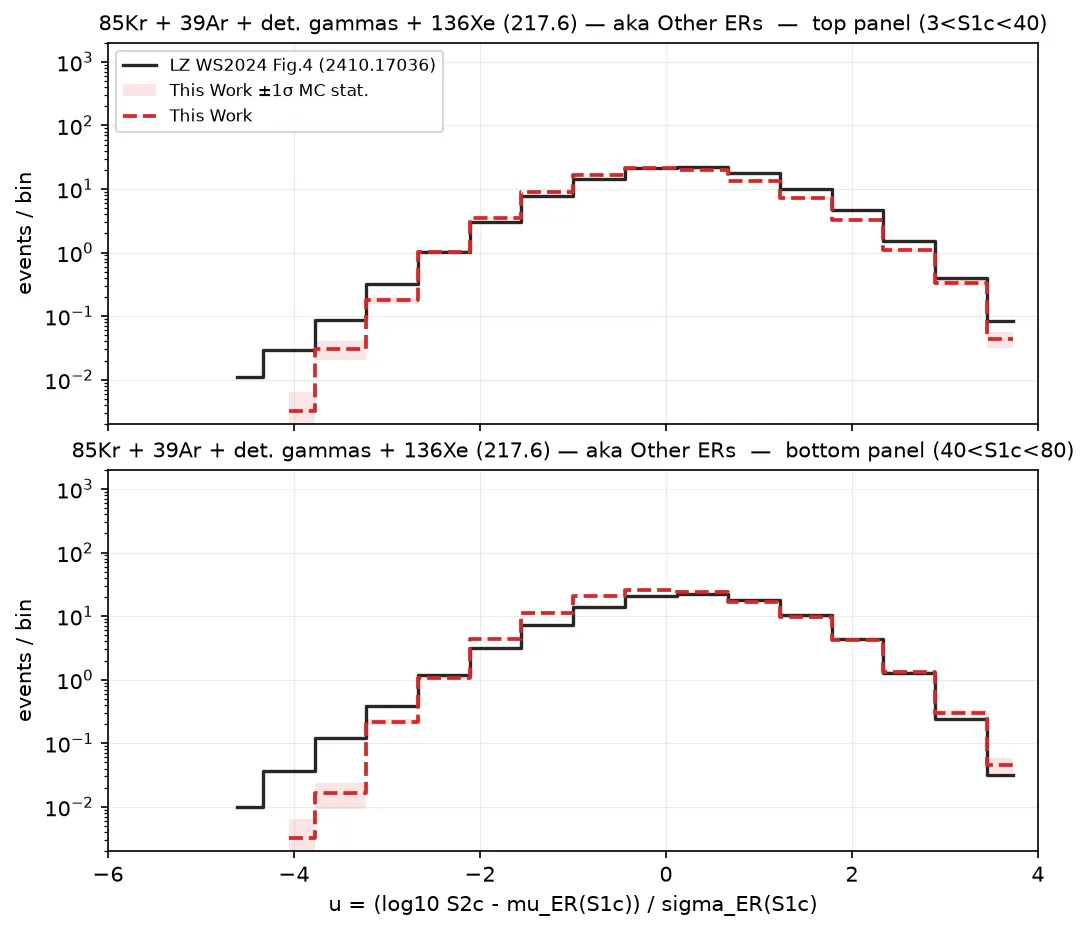 85Kr + 39Ar + det. gammas + 136Xe (217.6) — aka Other ERs — top panel (3<S1c<40)
10³
10²
10¹
10⁰
10⁻¹
10⁻²
events / bin
LZ WS2024 Fig.4 (2410.17036)
This Work ±1σ MC stat.
This Work
85Kr + 39Ar + det. gammas + 136Xe (217.6) — aka Other ERs — bottom panel (40<S1c<80)
10³
10²
10¹
10⁰
10⁻¹
10⁻²
events / bin
−6 −4 −2 0 2 4
u = (log10 S2c - mu_ER(S1c)) / sigma_ER(S1c)